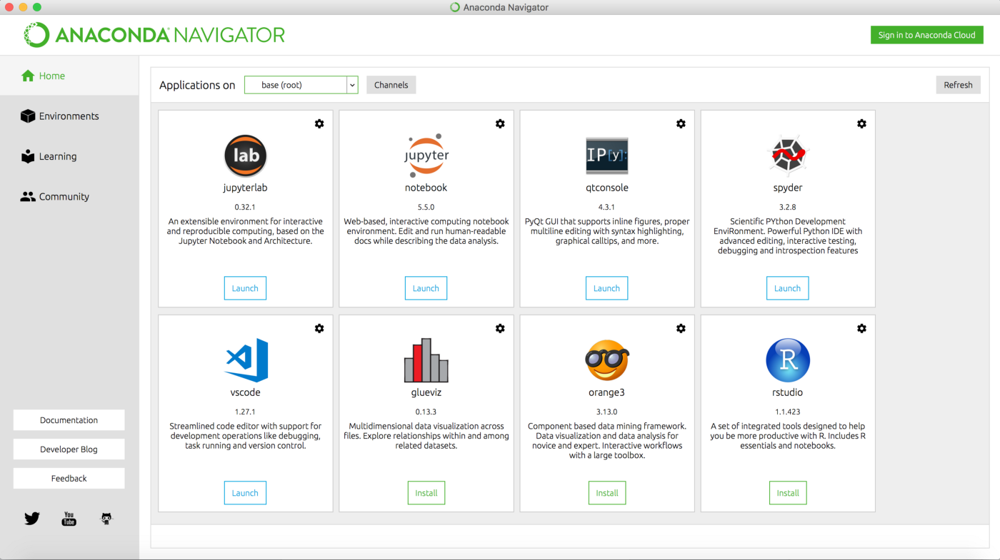 Anaconda Navigator
ANACONDA NAVIGATOR
Sign in to Anaconda Cloud
Home
Environments
Learning
Community
Documentation
Developer Blog
Feedback
You
Tube
Applications on
base (root)
Channels
Refresh
lab
jupyterlab
0.32.1
An extensible environment for interactive
and reproducible computing, based on the
Jupyter Notebook and Architecture.
Launch
jupyter
notebook
5.5.0
Web-based, interactive computing notebook
environment. Edit and run human-readable
docs while describing the data analysis.
Launch
IP[y]:
qtconsole
4.3.1
PyQt GUI that supports inline figures, proper
multiline editing with syntax highlighting,
graphical calltips, and more.
Launch
spyder
3.2.8
Scientific PYthon Development
EnviRonment. Powerful Python IDE with
advanced editing, interactive testing,
debugging and introspection features
Launch
vscode
1.27.1
Streamlined code editor with support for
development operations like debugging,
task running and version control.
Launch
glueviz
0.13.3
Multidimensional data visualization across
files. Explore relationships within and among
related datasets.
Install
orange3
3.13.0
Component based data mining framework.
Data visualization and data analysis for
novice and expert. Interactive workflows
with a large toolbox.
Install
R
rstudio
1.1.423
A set of integrated tools designed to help
you be more productive with R. Includes R
essentials and notebooks.
Install